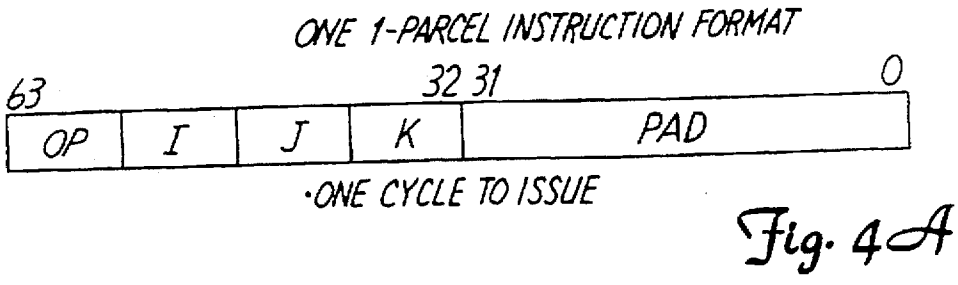 ONE 1-PARCEL INSTRUCTION FORMAT
63 32 31 0
OP I J K PAD
•ONE CYCLE TO ISSUE
Fig. 4A